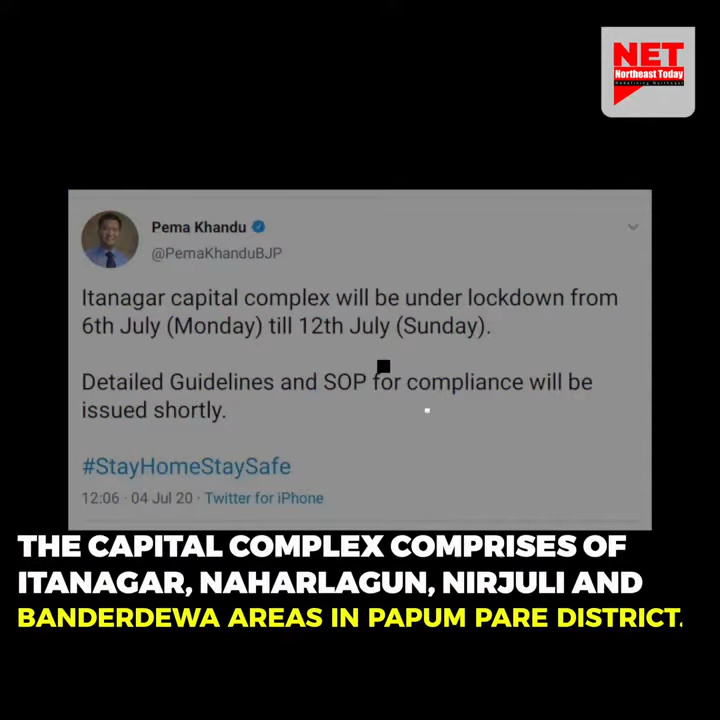 NET
Northeast Today
Redefining Northeast
Pema Khandu
@PemaKhanduBJP
Itanagar capital complex will be under lockdown from
6th July (Monday) till 12th July (Sunday).
Detailed Guidelines and SOP for compliance will be
issued shortly.
#StayHomeStaySafe
12:06 · 04 Jul 20 · Twitter for iPhone
THE CAPITAL COMPLEX COMPRISES OF
ITANAGAR, NAHARLAGUN, NIRJULI AND
BANDERDEWA AREAS IN PAPUM PARE DISTRICT.